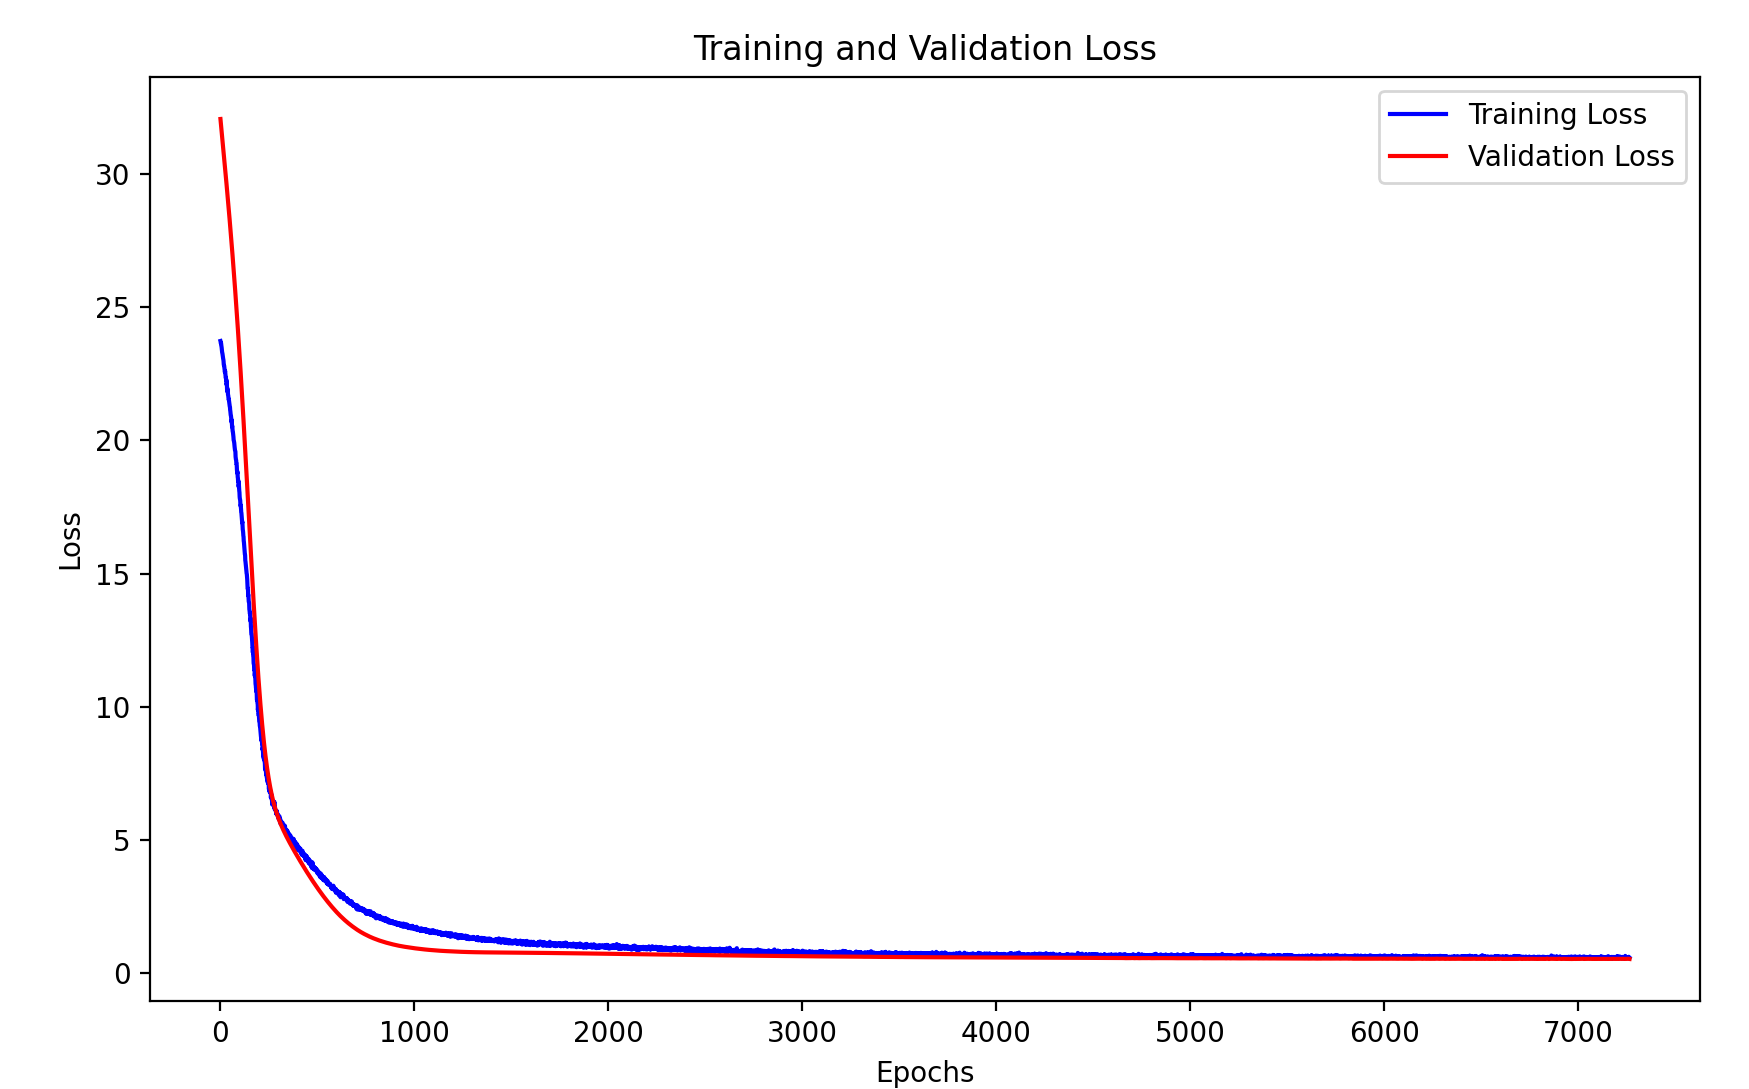 Training and Validation Loss
Training Loss
Validation Loss
30
25
20
15
10
5
0
Loss
0 1000 2000 3000 4000 5000 6000 7000
Epochs